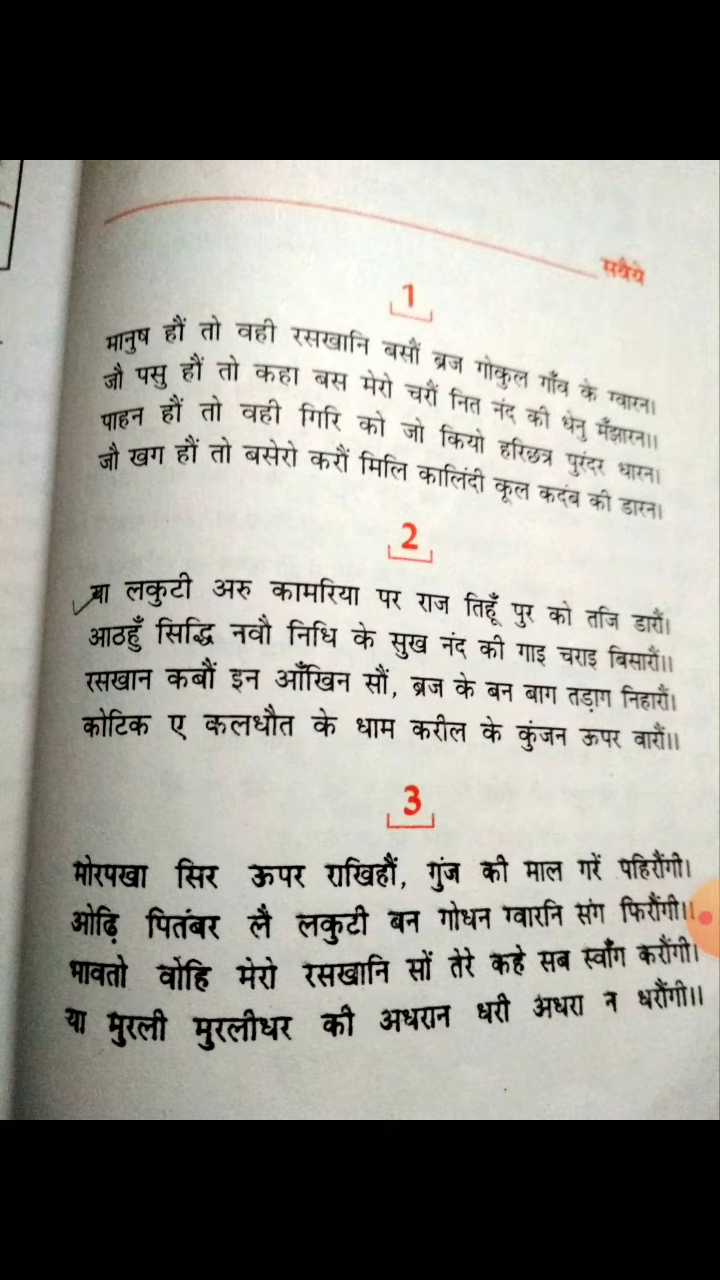 सवैये
1
मानुष हौं तो वही रसखानि बसौं ब्रज गोकुल गाँव के ग्वारन।
जौ पसु हौं तो कहा बस मेरो चरौं नित नंद की धेनु मँझारन।।
पाहन हौं तो वही गिरि को जो कियो हरिछत्र पुरंदर धारन।
जौ खग हौं तो बसेरो करौं मिलि कालिंदी कूल कदंब की डारन।
2
या लकुटी अरु कामरिया पर राज तिहूँ पुर को तजि डारौं।
आठहुँ सिद्धि नवौ निधि के सुख नंद की गाइ चराइ बिसारौं।।
रसखान कबौं इन आँखिन सौं, ब्रज के बन बाग तड़ाग निहारौं।
कोटिक ए कलधौत के धाम करील के कुंजन ऊपर वारौं।।
3
मोरपखा सिर ऊपर राखिहौं, गुंज की माल गरें पहिरौंगी।
ओढ़ि पितंबर लै लकुटी बन गोधन ग्वारनि संग फिरौंगी।।
भावतो वोहि मेरो रसखानि सों तेरे कहे सब स्वाँग करौंगी।
या मुरली मुरलीधर की अधरान धरी अधरा न धरौंगी।।